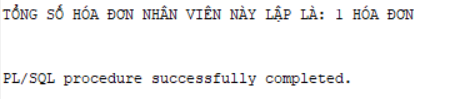 TỔNG SỐ HÓA ĐƠN NHÂN VIÊN NÀY LẬP LÀ: 1 HÓA ĐƠN
PL/SQL procedure successfully completed.